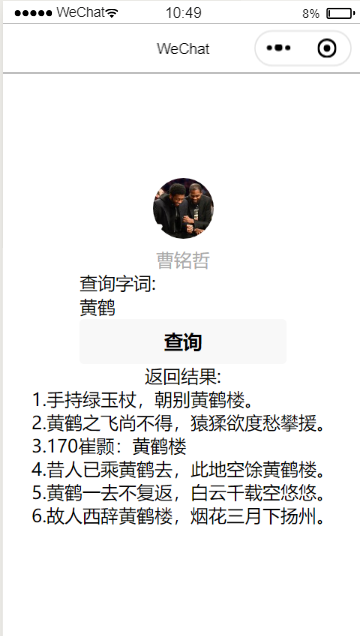 WeChat 10:49 8%
WeChat
曹铭哲
查询字词:
黄鹤
查询
返回结果:
1.手持绿玉杖，朝别黄鹤楼。
2.黄鹤之飞尚不得，猿猱欲度愁攀援。
3.170崔颢：黄鹤楼
4.昔人已乘黄鹤去，此地空馀黄鹤楼。
5.黄鹤一去不复返，白云千载空悠悠。
6.故人西辞黄鹤楼，烟花三月下扬州。